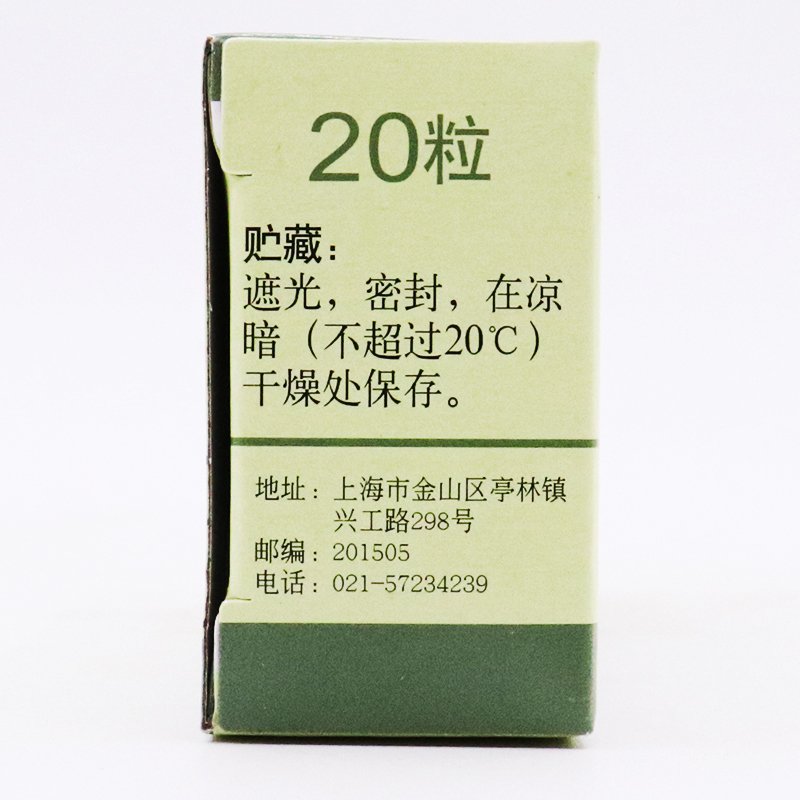 20粒
贮藏：
遮光，密封，在凉
暗（不超过20℃）
干燥处保存。
地址：上海市金山区亭林镇
兴工路298号
邮编：201505
电话：021-57234239